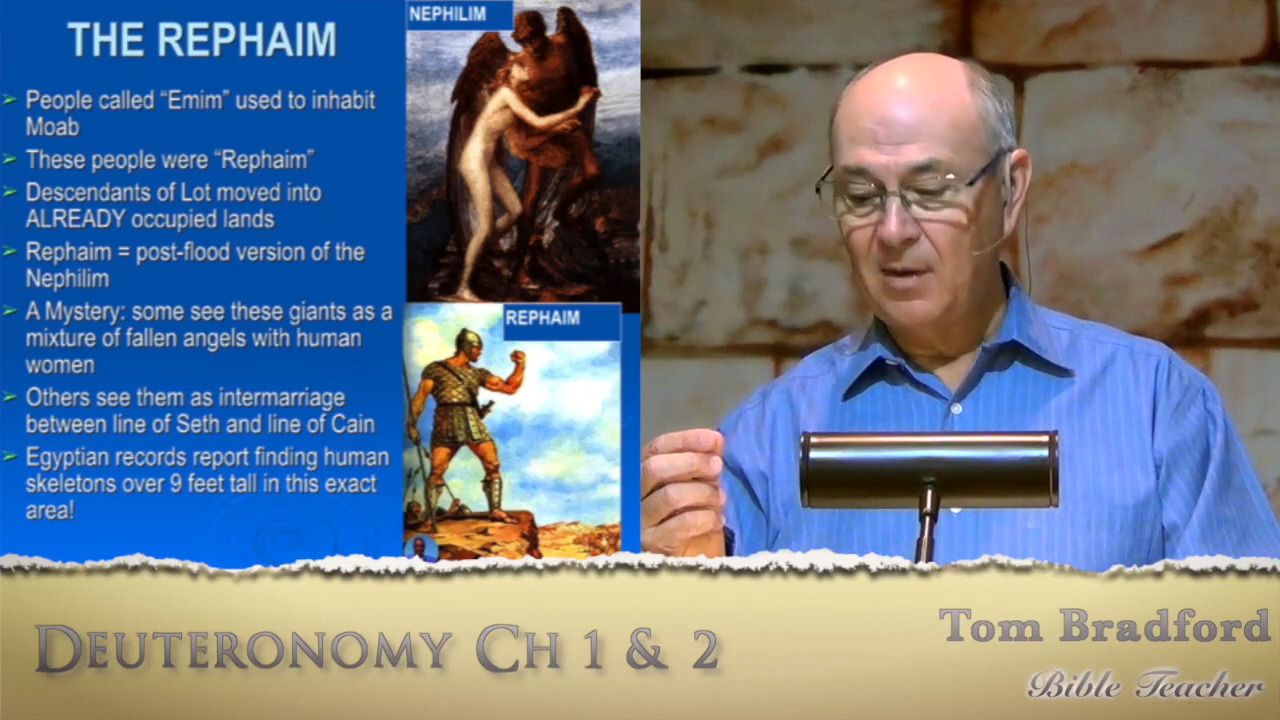 THE REPHAIM
➢ People called “Emim” used to inhabit
Moab
➢ These people were “Rephaim”
➢ Descendants of Lot moved into
ALREADY occupied lands
➢ Rephaim = post-flood version of the
Nephilim
➢ A Mystery: some see these giants as a
mixture of fallen angels with human
women
➢ Others see them as intermarriage
between line of Seth and line of Cain
➢ Egyptian records report finding human
skeletons over 9 feet tall in this exact
area!
NEPHILIM
REPHAIM
DEUTERONOMY CH 1 & 2
Tom Bradford
Bible Teacher